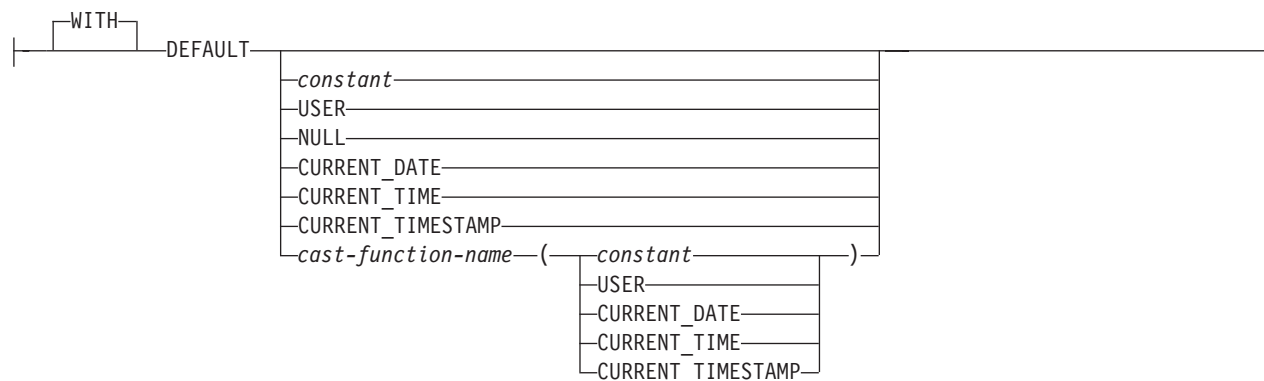 WITH
DEFAULT
constant
USER
NULL
CURRENT_DATE
CURRENT_TIME
CURRENT_TIMESTAMP
cast-function-name ( constant )
USER
CURRENT_DATE
CURRENT_TIME
CURRENT_TIMESTAMP